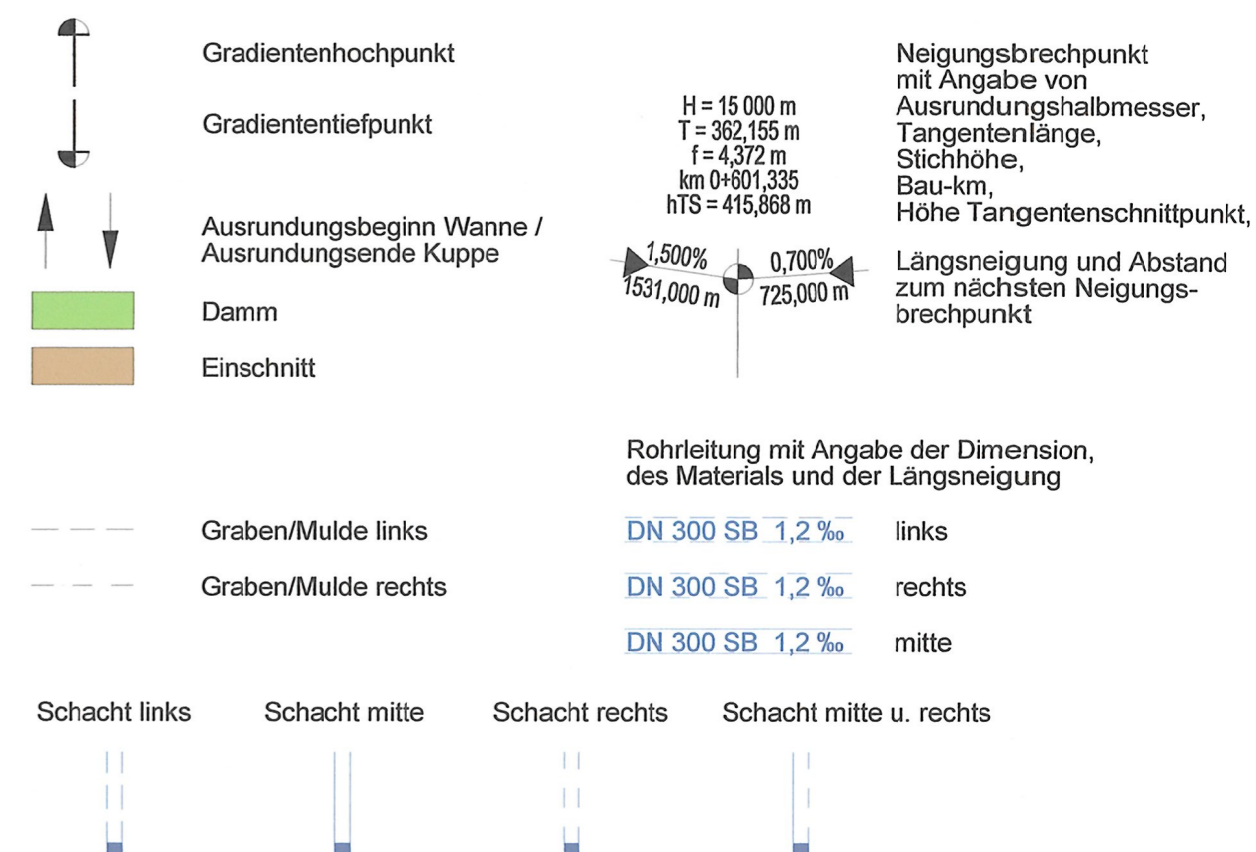 Gradientenhochpunkt
Gradiententiefpunkt
Ausrundungsbeginn Wanne /
Ausrundungsende Kuppe
Damm
Einschnitt
H = 15 000 m
T = 362,155 m
f = 4,372 m
km 0+601,335
hTS = 415,868 m
1,500%
0,700%
1531,000 m
725,000 m
Neigungsbrechpunkt
mit Angabe von
Ausrundungshalbmesser,
Tangentenlänge,
Stichhöhe,
Bau-km,
Höhe Tangentenschnittpunkt,
Längsneigung und Abstand
zum nächsten Neigungs-
brechpunkt
Rohrleitung mit Angabe der Dimension,
des Materials und der Längsneigung
Graben/Mulde links
DN 300 SB 1,2 ‰ links
Graben/Mulde rechts
DN 300 SB 1,2 ‰ rechts
DN 300 SB 1,2 ‰ mitte
Schacht links
Schacht mitte
Schacht rechts
Schacht mitte u. rechts